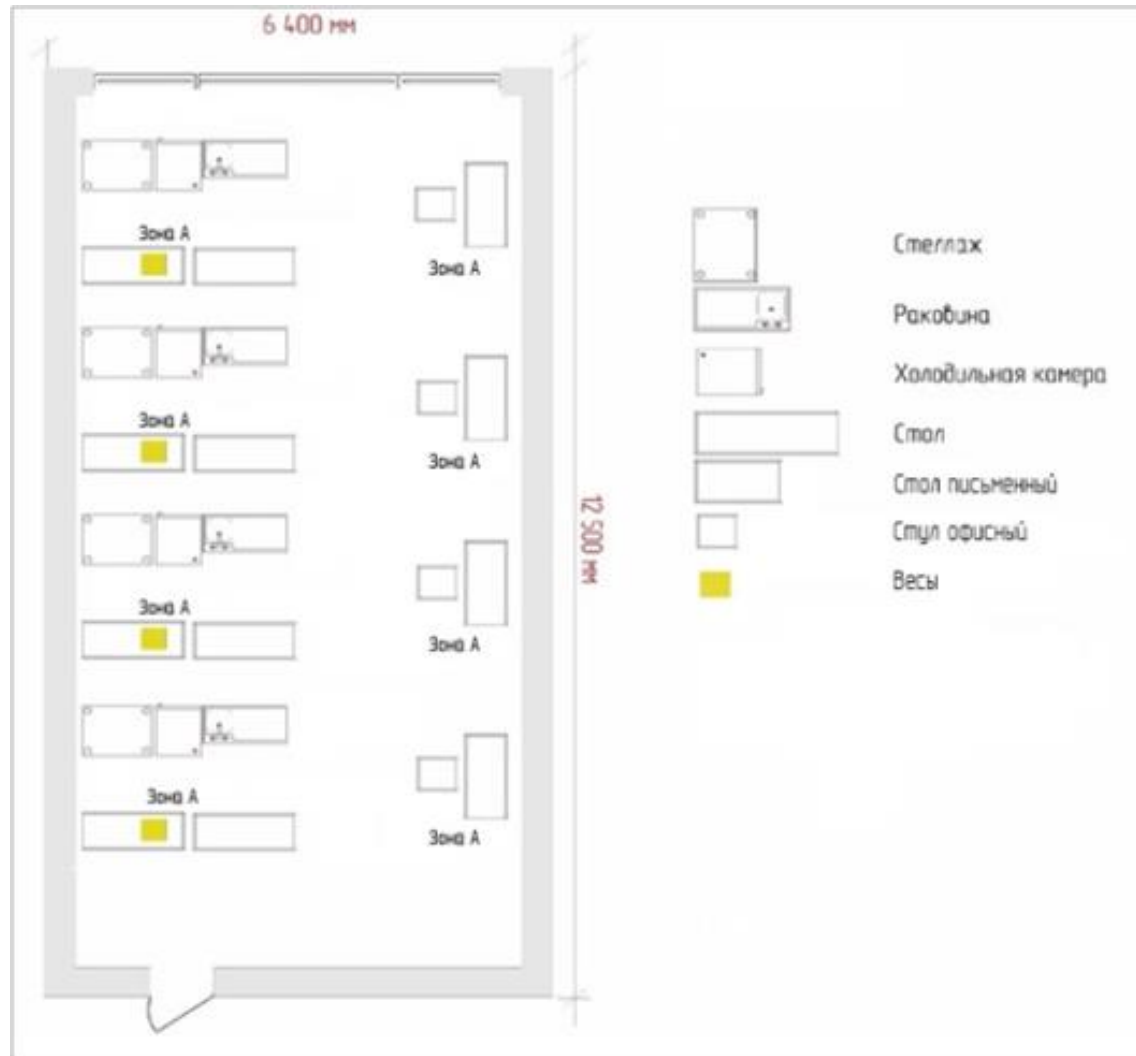 6 400 мм
Зона А
Зона А
Зона А
Зона А
Зона А
Зона А
Зона А
Зона А
12 500 мм
Стеллаж
Раковина
Холодильная камера
Стол
Стол письменный
Стул офисный
Весы